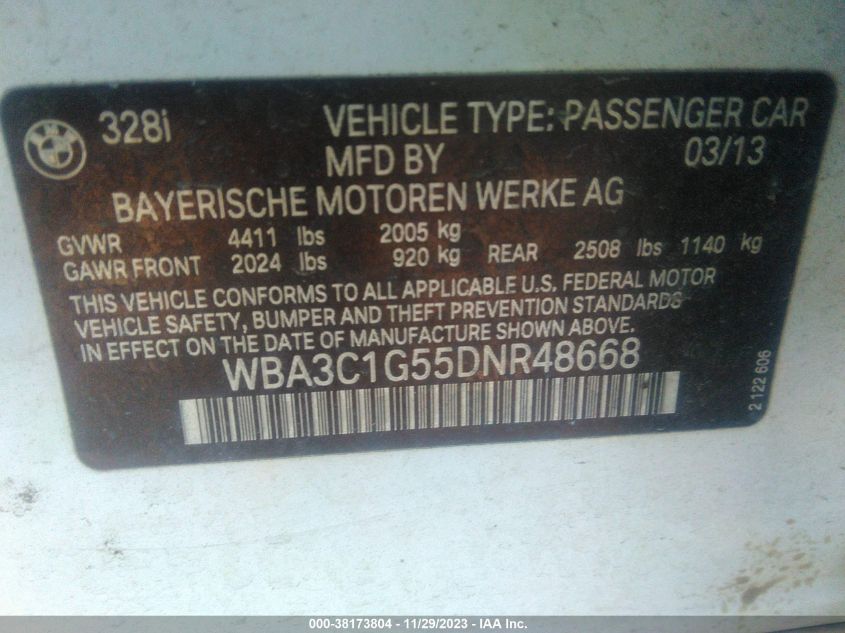 328i VEHICLE TYPE: PASSENGER CAR
MFD BY 03/13
BAYERISCHE MOTOREN WERKE AG
GVWR 4411 lbs 2005 kg
GAWR FRONT 2024 lbs 920 kg REAR 2508 lbs 1140 kg
THIS VEHICLE CONFORMS TO ALL APPLICABLE U.S. FEDERAL MOTOR
VEHICLE SAFETY, BUMPER AND THEFT PREVENTION STANDARDS
IN EFFECT ON THE DATE OF MANUFACTURE SHOWN ABOVE.
WBA3C1G55DNR48668
2 122 606
000-38173804 - 11/29/2023 - IAA Inc.